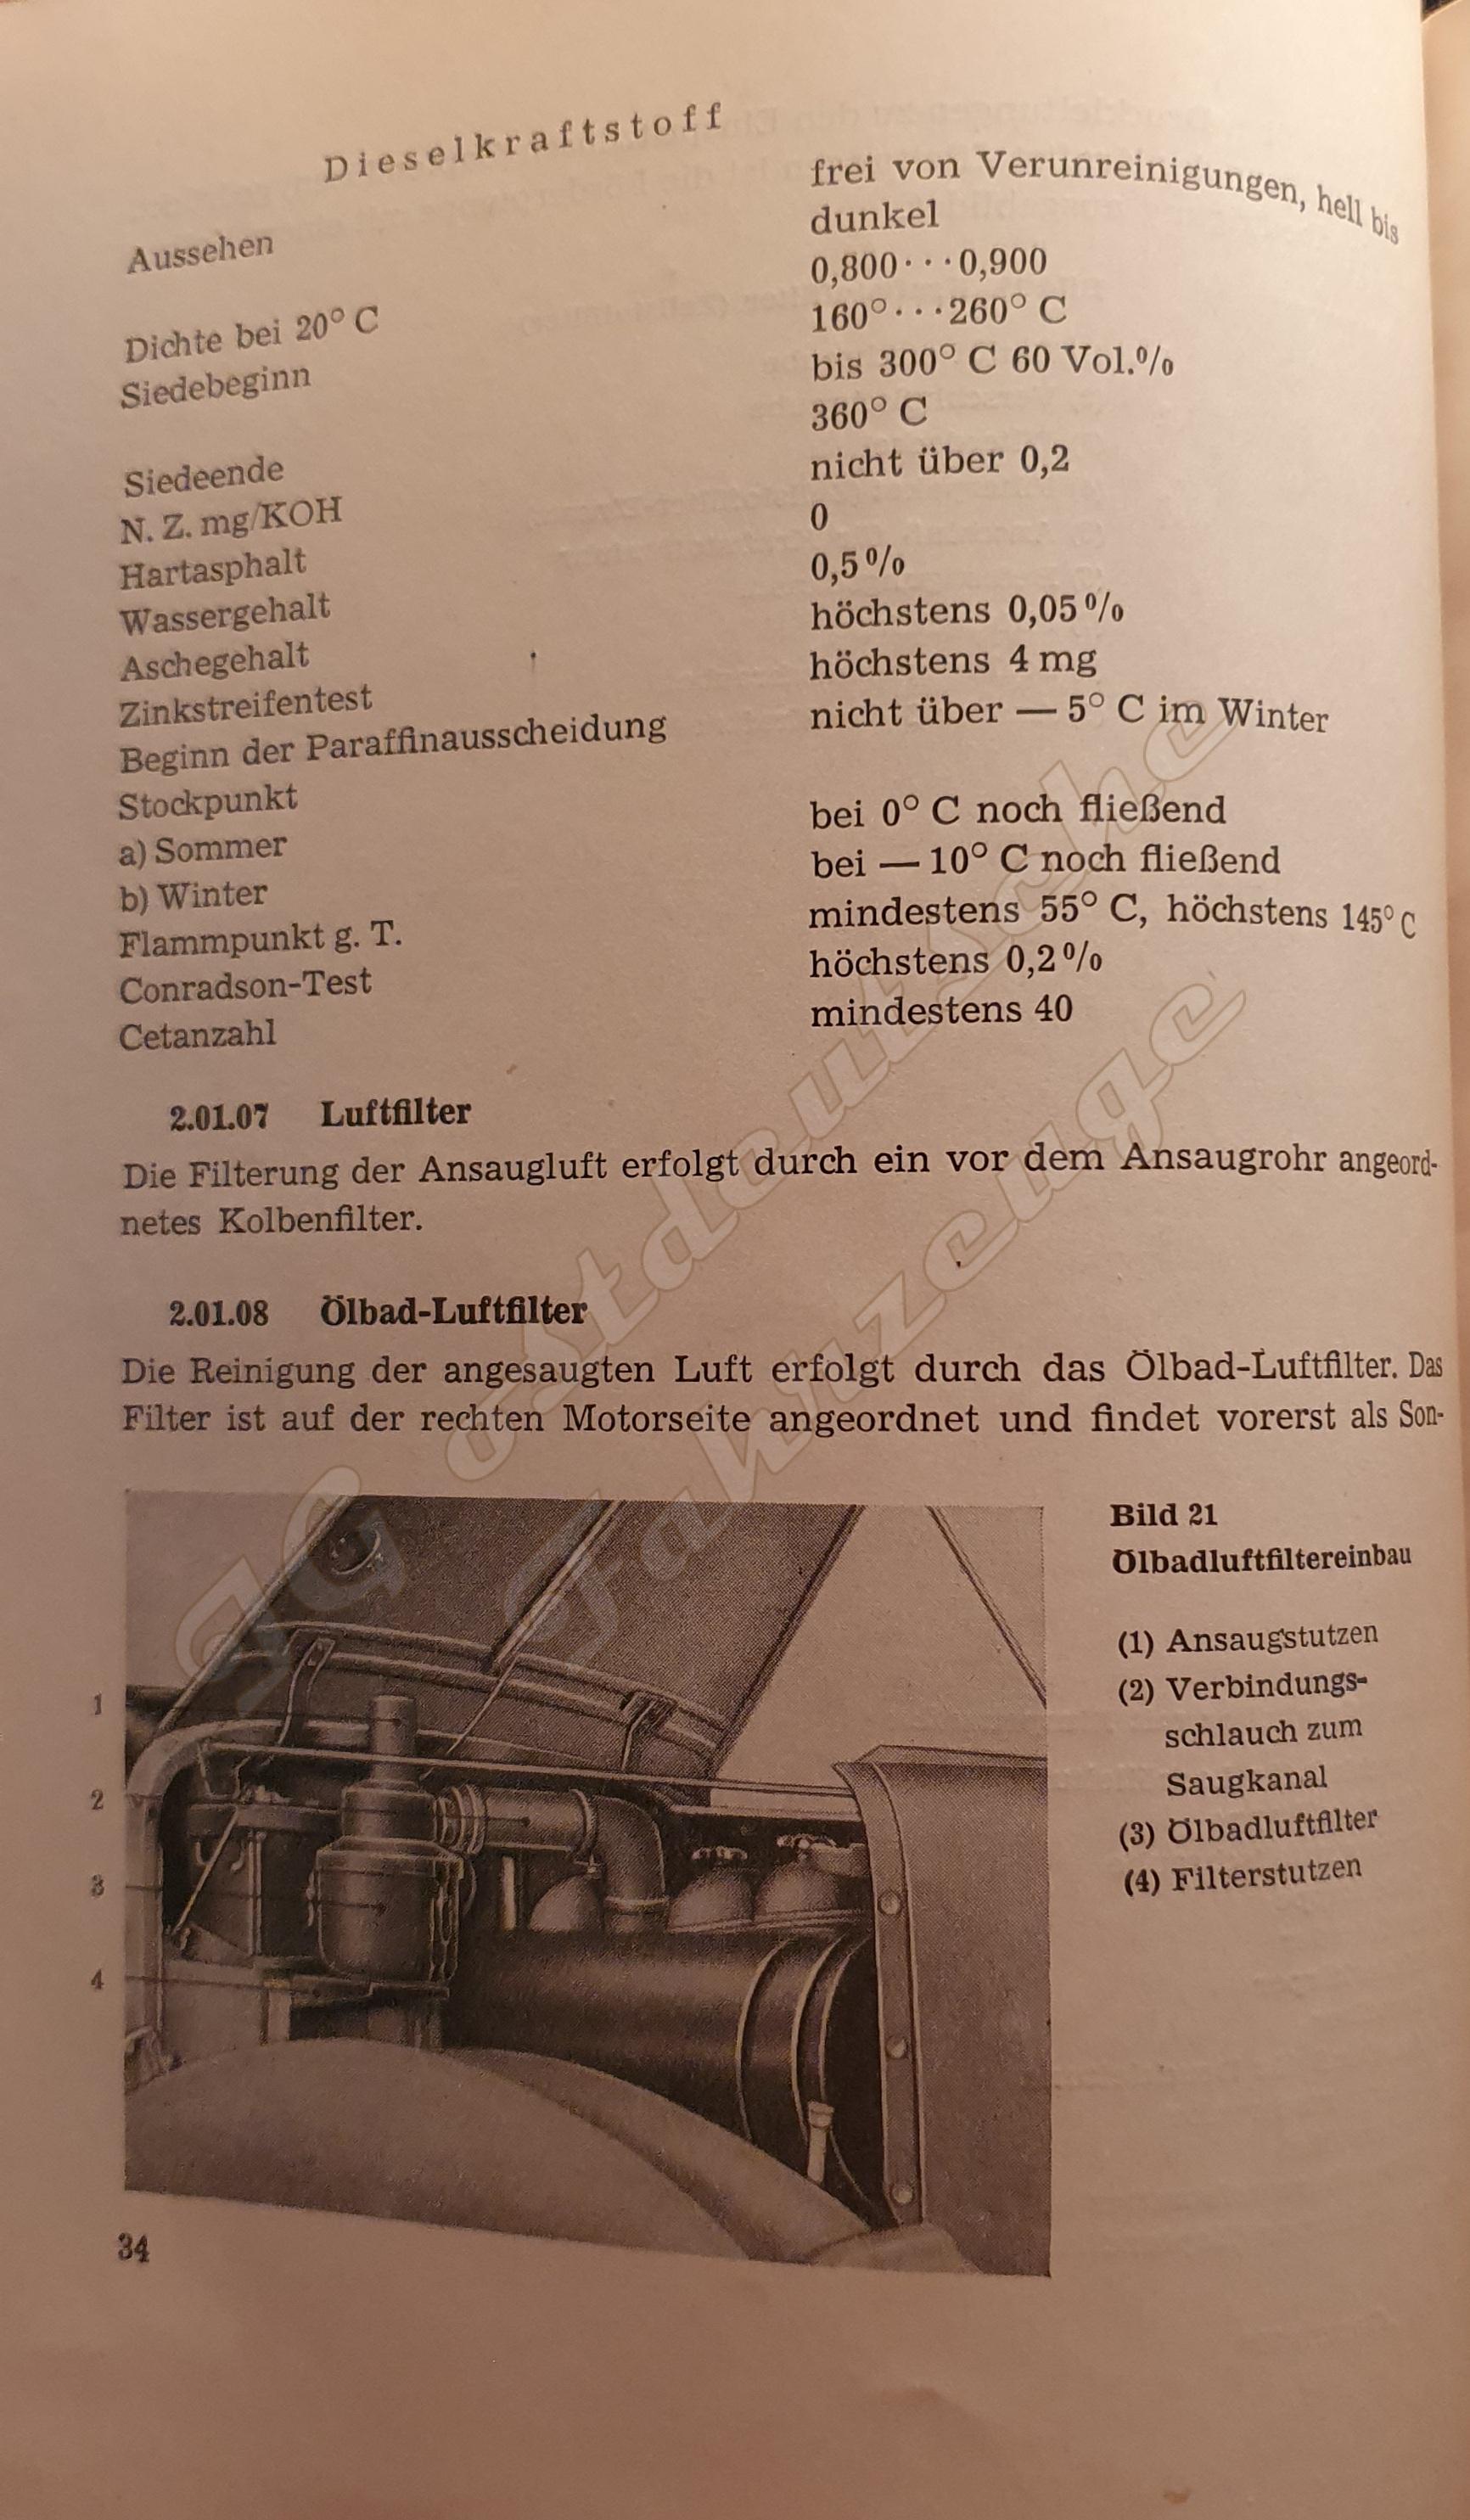 Dieselkraftstoff
Aussehen frei von Verunreinigungen, hell bis
dunkel
Dichte bei 20° C 0,800···0,900
Siedebeginn 160°···260° C
bis 300° C 60 Vol.%
Siedeende 360° C
N. Z. mg/KOH nicht über 0,2
Hartasphalt 0
Wassergehalt 0,5%
Aschegehalt höchstens 0,05%
Zinkstreifentest höchstens 4 mg
Beginn der Paraffinausscheidung nicht über — 5° C im Winter
Stockpunkt
a) Sommer bei 0° C noch fließend
b) Winter bei — 10° C noch fließend
Flammpunkt g. T. mindestens 55° C, höchstens 145° C
Conradson-Test höchstens 0,2%
Cetanzahl mindestens 40
2.01.07 Luftfilter
Die Filterung der Ansaugluft erfolgt durch ein vor dem Ansaugrohr angeord-
netes Kolbenfilter.
2.01.08 Ölbad-Luftfilter
Die Reinigung der angesaugten Luft erfolgt durch das Ölbad-Luftfilter. Das
Filter ist auf der rechten Motorseite angeordnet und findet vorerst als Son-
Bild 21
Ölbadluftfiltereinbau
(1) Ansaugstutzen
(2) Verbindungs-
schlauch zum
Saugkanal
(3) Ölbadluftfilter
(4) Filterstutzen
1
2
3
4
34
IG Ostdeutsche
Fahrzeuge